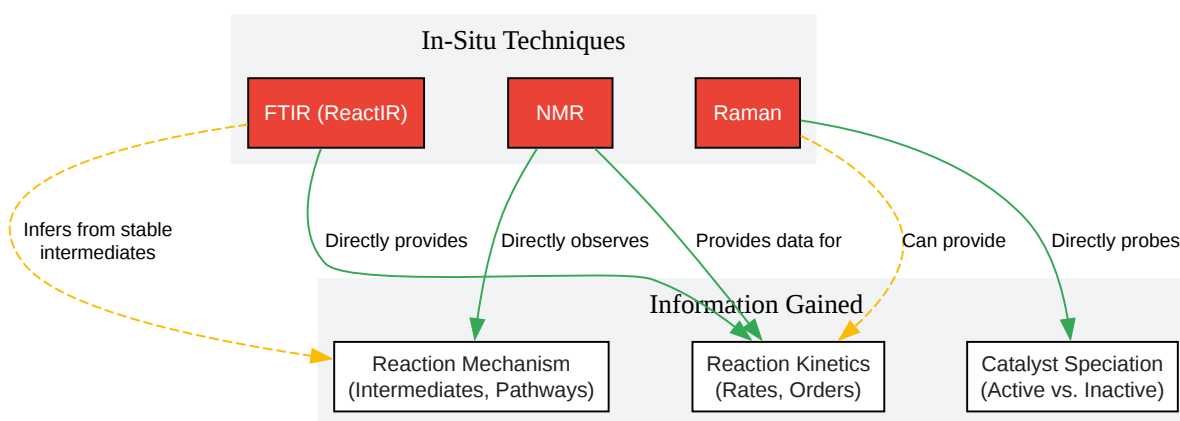 In-Situ Techniques
FTIR (ReactIR)
NMR
Raman
Infers from stable
intermediates
Directly provides
Directly observes
Provides data for
Can provide
Directly probes
Information Gained
Reaction Mechanism
(Intermediates, Pathways)
Reaction Kinetics
(Rates, Orders)
Catalyst Speciation
(Active vs. Inactive)